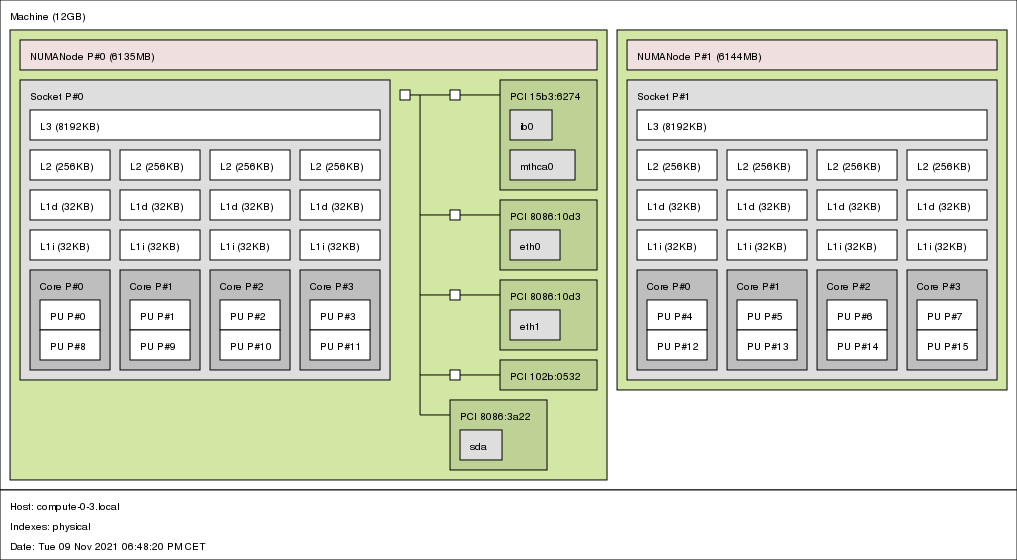 Machine (12GB)
NUMANode P#0 (6135MB)
Socket P#0
L3 (8192KB)
L2 (256KB) L2 (256KB) L2 (256KB) L2 (256KB)
L1d (32KB) L1d (32KB) L1d (32KB) L1d (32KB)
L1i (32KB) L1i (32KB) L1i (32KB) L1i (32KB)
Core P#0 Core P#1 Core P#2 Core P#3
PU P#0 PU P#1 PU P#2 PU P#3
PU P#8 PU P#9 PU P#10 PU P#11
PCI 15b3:6274
ib0
mthca0
PCI 8086:10d3
eth0
PCI 8086:10d3
eth1
PCI 102b:0532
PCI 8086:3a22
sda
NUMANode P#1 (6144MB)
Socket P#1
L3 (8192KB)
L2 (256KB) L2 (256KB) L2 (256KB) L2 (256KB)
L1d (32KB) L1d (32KB) L1d (32KB) L1d (32KB)
L1i (32KB) L1i (32KB) L1i (32KB) L1i (32KB)
Core P#0 Core P#1 Core P#2 Core P#3
PU P#4 PU P#5 PU P#6 PU P#7
PU P#12 PU P#13 PU P#14 PU P#15
Host: compute-0-3.local
Indexes: physical
Date: Tue 09 Nov 2021 06:48:20 PM CET